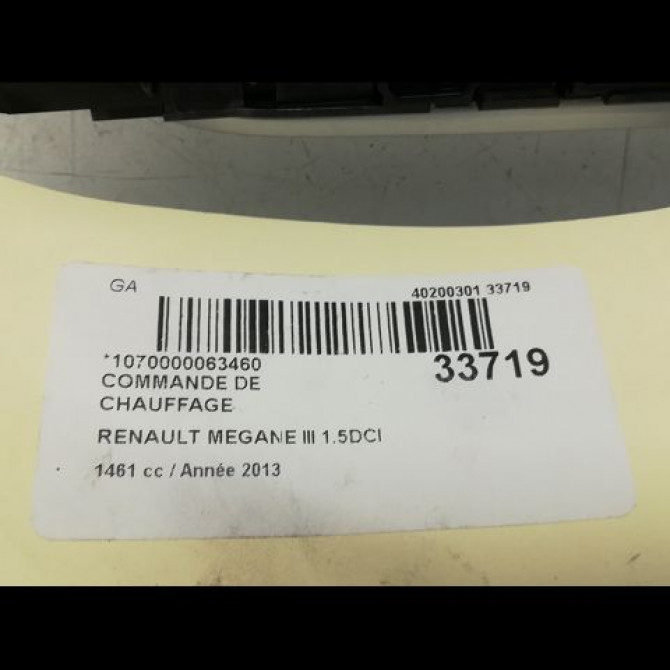 GA
40200301 33719
*1070000063460
33719
COMMANDE DE
CHAUFFAGE
RENAULT MEGANE III 1.5DCI
1461 cc / Année 2013